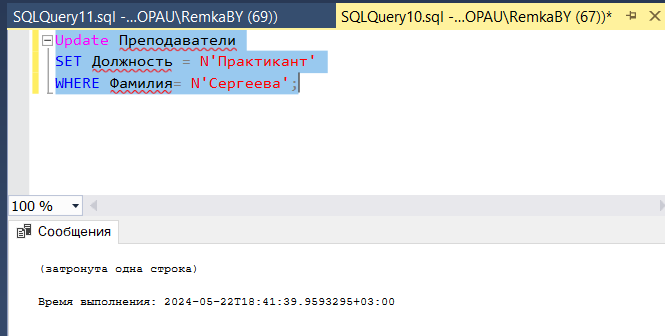 SQLQuery11.sql -...OPAU\RemkaBY (69))
SQLQuery10.sql -...OPAU\RemkaBY (67))*
Update Преподаватели
SET Должность = N'Практикант'
WHERE Фамилия= N'Сергеева';
100 %
Сообщения
(затронута одна строка)
Время выполнения: 2024-05-22T18:41:39.9593295+03:00